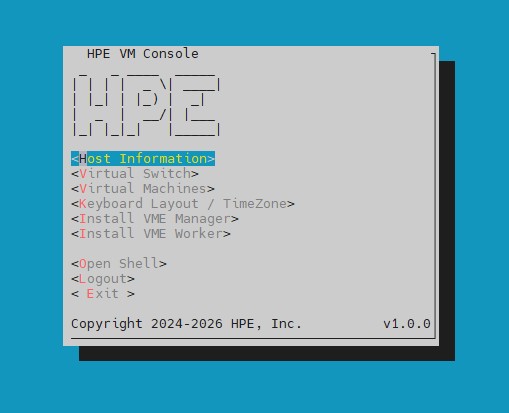 HPE VM Console
HPE
<Host Information>
<Virtual Switch>
<Virtual Machines>
<Keyboard Layout / TimeZone>
<Install VME Manager>
<Install VME Worker>
<Open Shell>
<Logout>
< Exit >
Copyright 2024-2026 HPE, Inc. v1.0.0